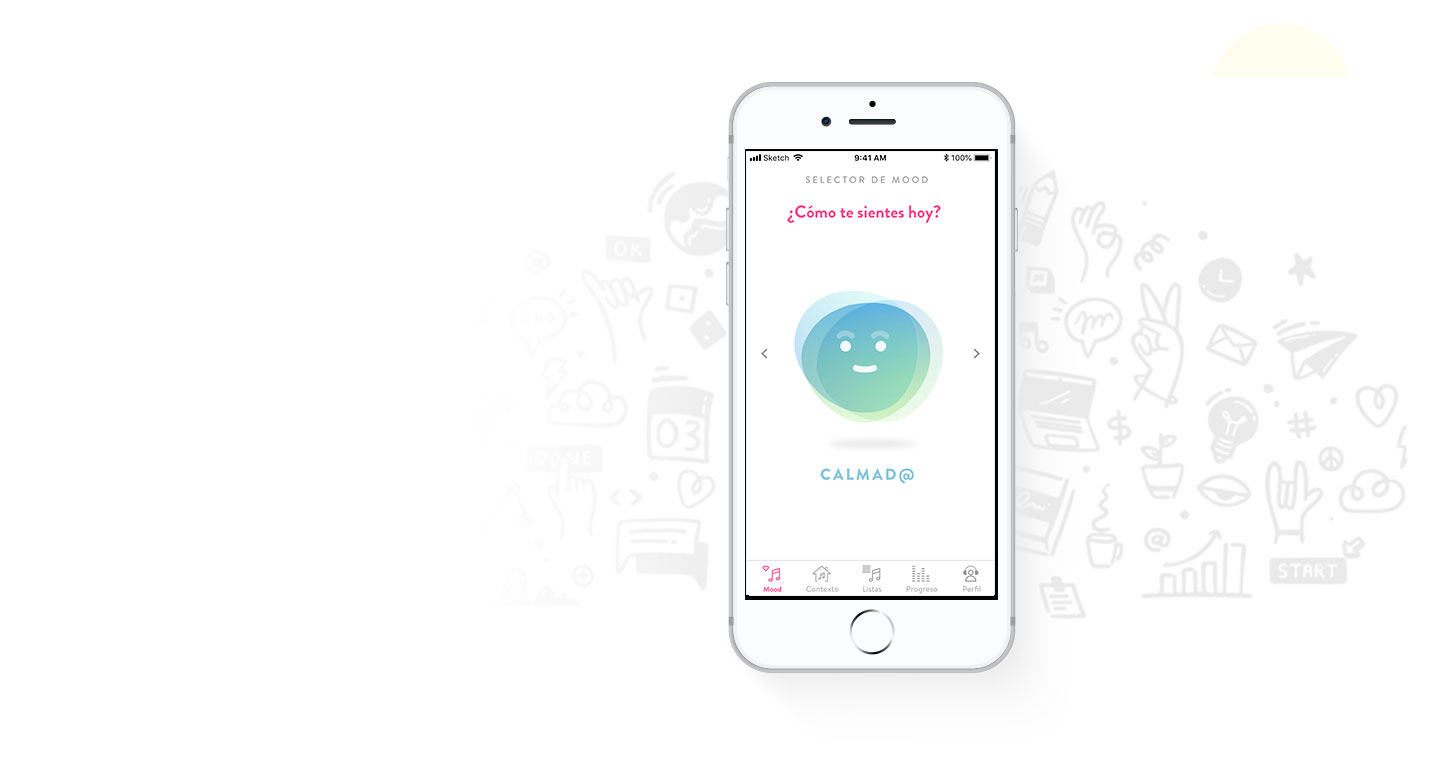 Sketch 9:41 AM 100%
SELECTOR DE MOOD
¿Cómo te sientes hoy?
CALMAD@
Mood Contexto Listas Progreso Perfil
OK
@
03
DONE
<>
$
#
@
START